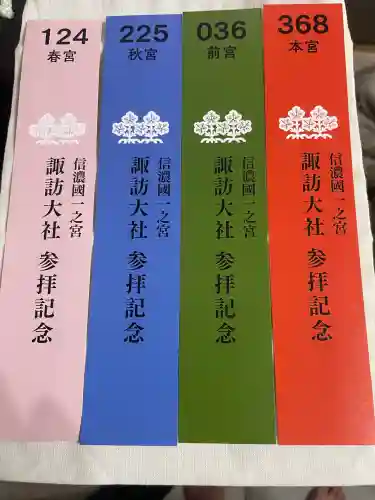 124
春宮
信濃國一之宮
諏訪大社 参拝記念
225
秋宮
信濃國一之宮
諏訪大社 参拝記念
036
前宮
信濃國一之宮
諏訪大社 参拝記念
368
本宮
信濃國一之宮
諏訪大社 参拝記念